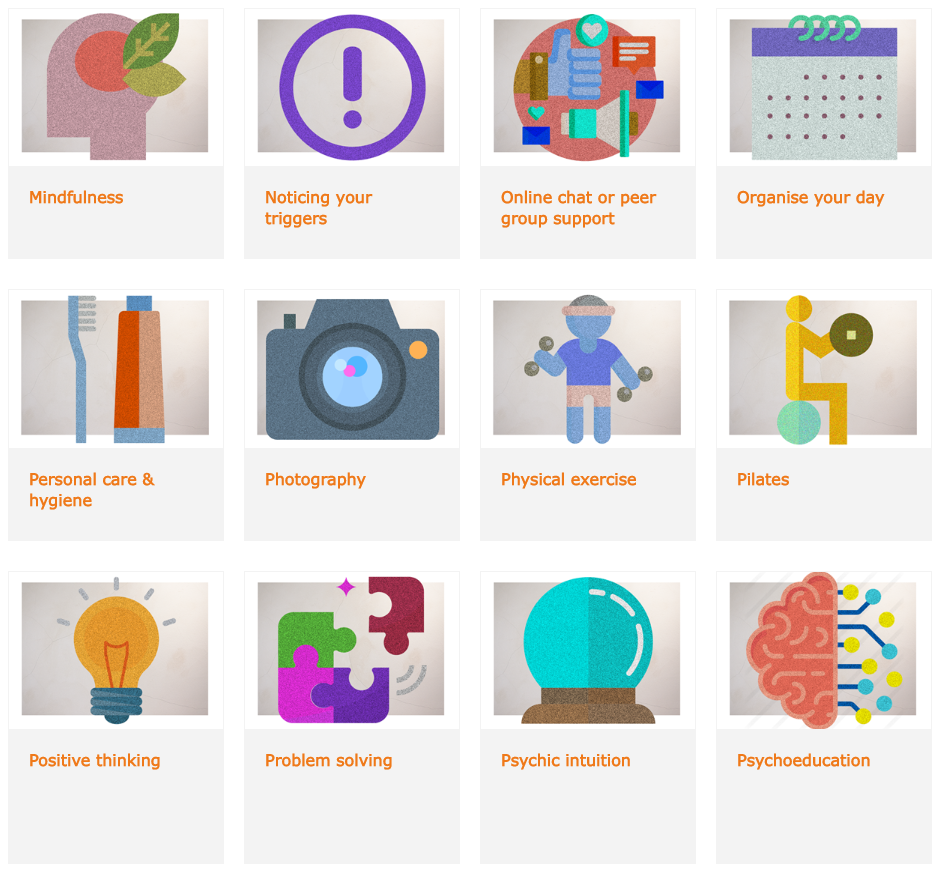 Mindfulness
Noticing your
triggers
Online chat or peer
group support
Organise your day
Personal care &
hygiene
Photography
Physical exercise
Pilates
Positive thinking
Problem solving
Psychic intuition
Psychoeducation